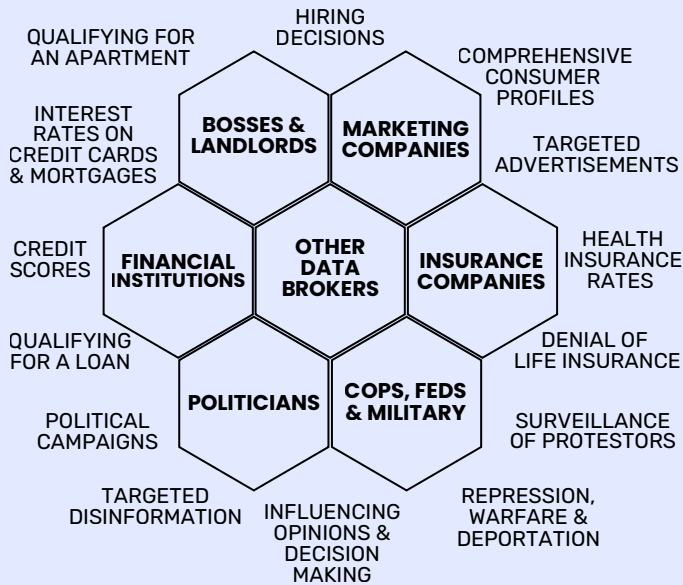 HIRING
DECISIONS
QUALIFYING FOR
AN APARTMENT
COMPREHENSIVE
CONSUMER
PROFILES
INTEREST
RATES ON
CREDIT CARDS
& MORTGAGES
BOSSES &
LANDLORDS
MARKETING
COMPANIES
TARGETED
ADVERTISEMENTS
CREDIT
SCORES
FINANCIAL
INSTITUTIONS
OTHER
DATA
BROKERS
INSURANCE
COMPANIES
HEALTH
INSURANCE
RATES
QUALIFYING
FOR A LOAN
DENIAL OF
LIFE INSURANCE
POLITICIANS
COPS, FEDS
& MILITARY
POLITICAL
CAMPAIGNS
SURVEILLANCE
OF PROTESTORS
TARGETED
DISINFORMATION
INFLUENCING
OPINIONS &
DECISION
MAKING
REPRESSION,
WARFARE &
DEPORTATION